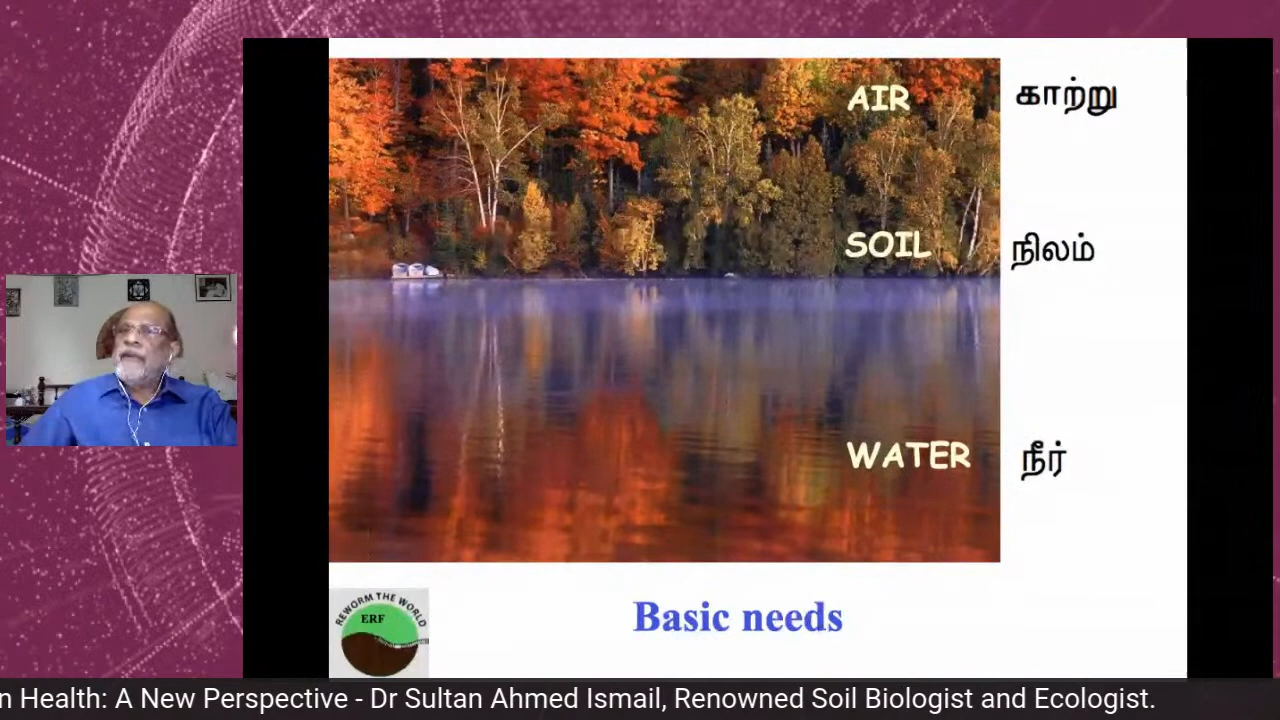 AIR காற்று
SOIL நிலம்
WATER நீர்
REWORM THE WORLD
ERF
Basic needs
n Health: A New Perspective - Dr Sultan Ahmed Ismail, Renowned Soil Biologist and Ecologist.